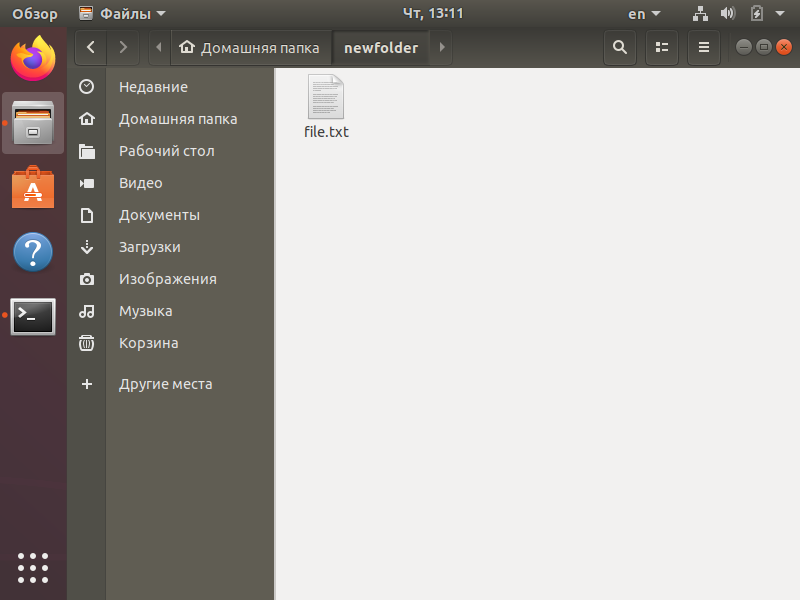 Обзор Файлы Чт, 13:11 en
Домашняя папка newfolder
Недавние
Домашняя папка
Рабочий стол
Видео
Документы
Загрузки
Изображения
Музыка
Корзина
Другие места
file.txt